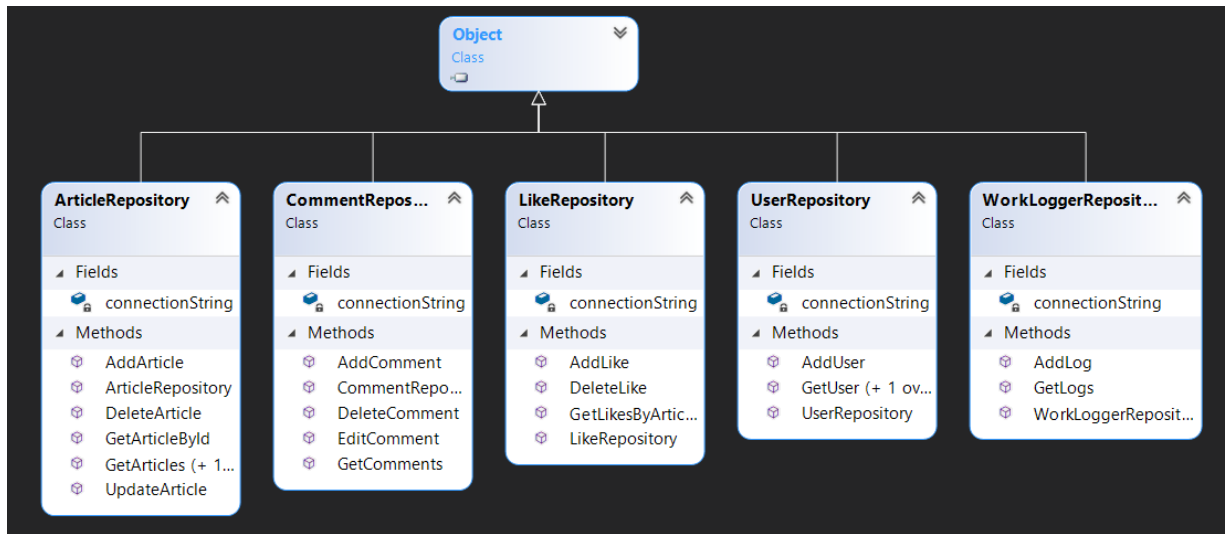 Object
Class
ArticleRepository
Class
Fields
connectionString
Methods
AddArticle
ArticleRepository
DeleteArticle
GetArticleById
GetArticles (+ 1...
UpdateArticle
CommentRepos...
Class
Fields
connectionString
Methods
AddComment
CommentRepo...
DeleteComment
EditComment
GetComments
LikeRepository
Class
Fields
connectionString
Methods
AddLike
DeleteLike
GetLikesByArtic...
LikeRepository
UserRepository
Class
Fields
connectionString
Methods
AddUser
GetUser (+ 1 ov...
UserRepository
WorkLoggerReposit...
Class
Fields
connectionString
Methods
AddLog
GetLogs
WorkLoggerReposit...